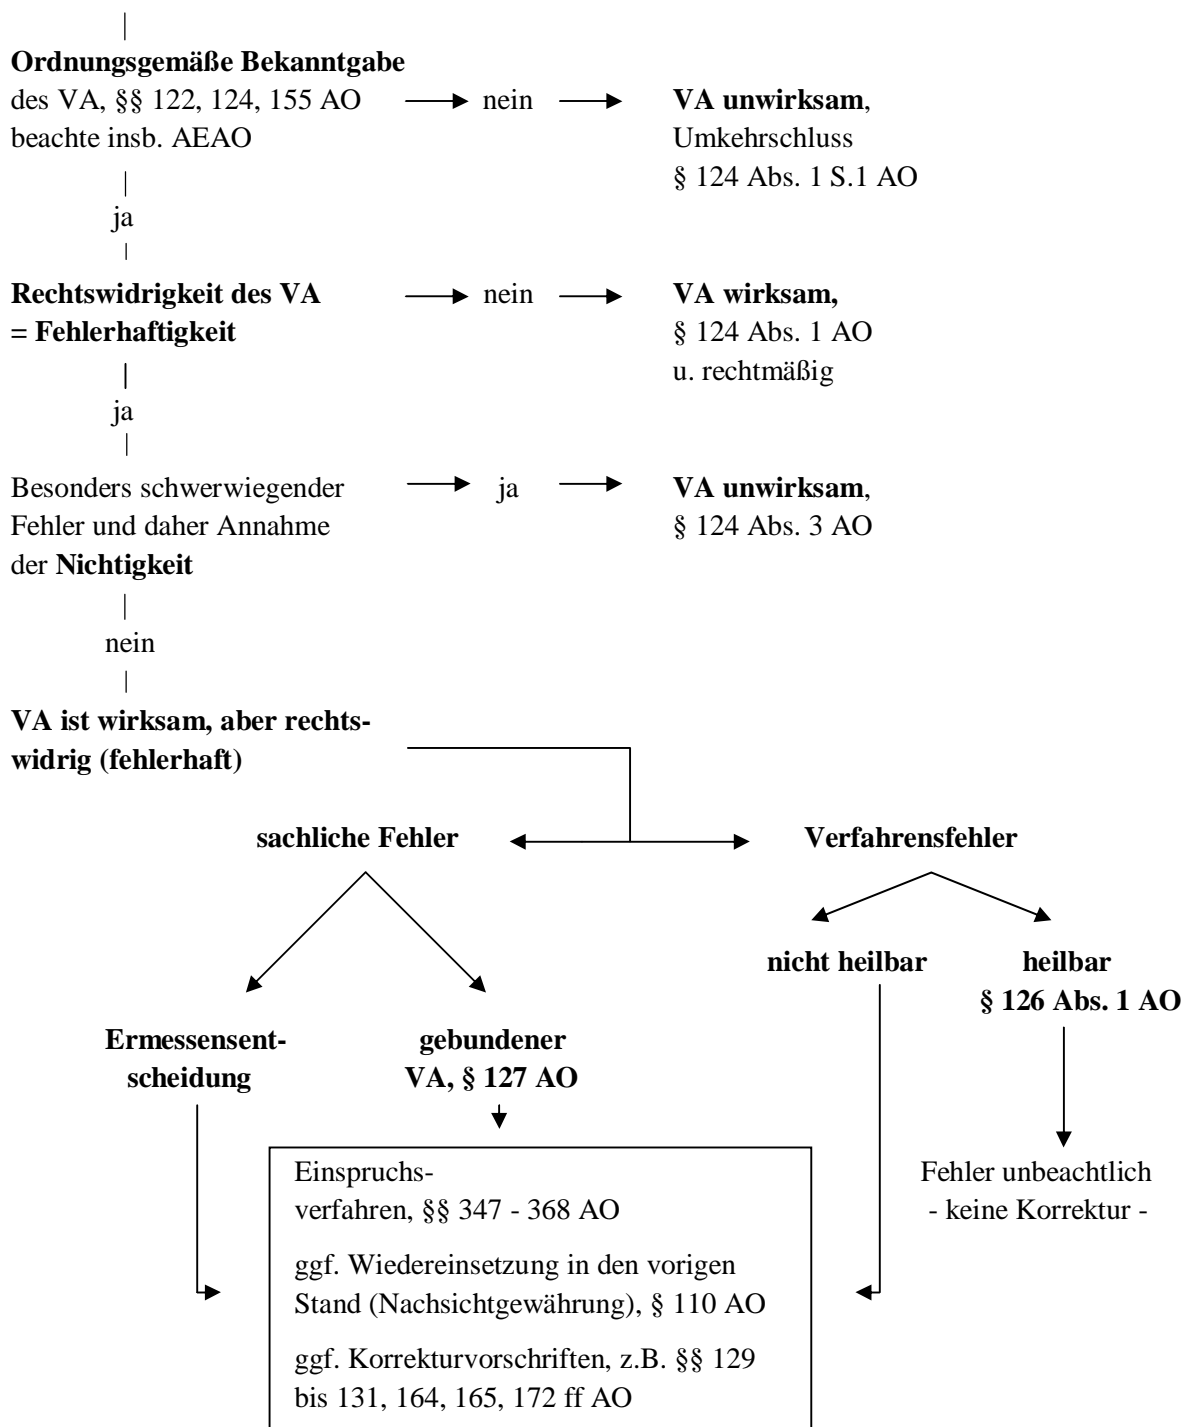 Ordnungsgemäße Bekanntgabe
des VA, §§ 122, 124, 155 AO
beachte insb. AEAO
nein
VA unwirksam,
Umkehrschluss
§ 124 Abs. 1 S.1 AO
ja
Rechtswidrigkeit des VA
= Fehlerhaftigkeit
nein
VA wirksam,
§ 124 Abs. 1 AO
u. rechtmäßig
ja
Besonders schwerwiegender
Fehler und daher Annahme
der Nichtigkeit
ja
VA unwirksam,
§ 124 Abs. 3 AO
nein
VA ist wirksam, aber rechts-
widrig (fehlerhaft)
sachliche Fehler
Verfahrensfehler
nicht heilbar
heilbar
§ 126 Abs. 1 AO
Ermessensent-
scheidung
gebundener
VA, § 127 AO
Einspruchs-
verfahren, §§ 347 - 368 AO
ggf. Wiedereinsetzung in den vorigen
Stand (Nachsichtgewährung), § 110 AO
ggf. Korrekturvorschriften, z.B. §§ 129
bis 131, 164, 165, 172 ff AO
Fehler unbeachtlich
- keine Korrektur -